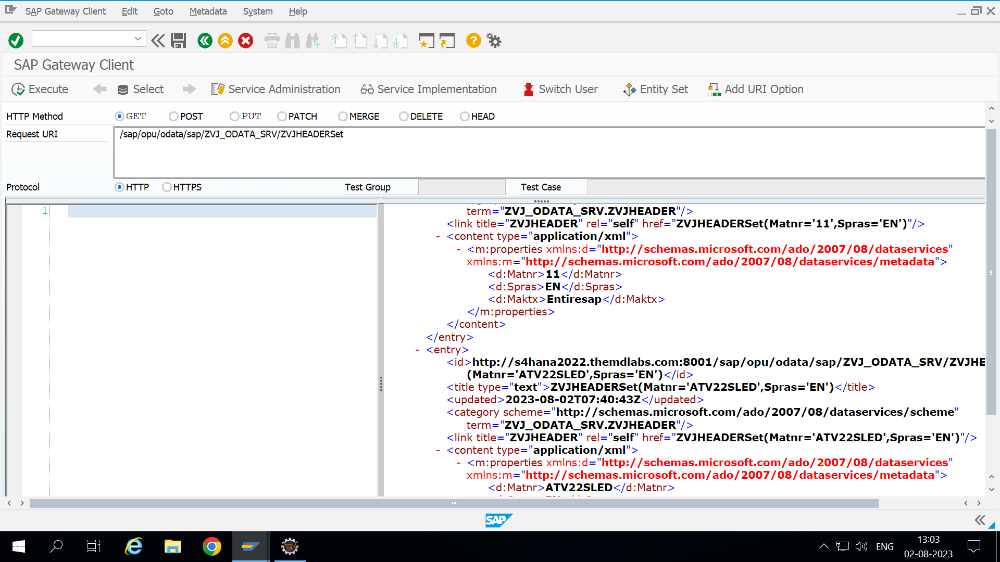 SAP Gateway Client Edit Goto Metadata System Help
SAP Gateway Client
Execute Select Service Administration Service Implementation Switch User Entity Set Add URI Option
HTTP Method GET POST PUT PATCH MERGE DELETE HEAD
Request URI /sap/opu/odata/sap/ZVJ_ODATA_SRV/ZVJHEADERSet
Protocol HTTP HTTPS Test Group Test Case
1
term="ZVJ_ODATA_SRV.ZVJHEADER"/>
<link title="ZVJHEADER" rel="self" href="ZVJHEADERSet(Matnr='11',Spras='EN')"/>
- <content type="application/xml">
- <m:properties xmlns:d="http://schemas.microsoft.com/ado/2007/08/dataservices"
xmlns:m="http://schemas.microsoft.com/ado/2007/08/dataservices/metadata">
<d:Matnr>11</d:Matnr>
<d:Spras>EN</d:Spras>
<d:Maktx>Entiresap</d:Maktx>
</m:properties>
</content>
</entry>
- <entry>
<id>http://s4hana2022.themdlabs.com:8001/sap/opu/odata/sap/ZVJ_ODATA_SRV/ZVJHE
(Matnr='ATV22SLED',Spras='EN')</id>
<title type="text">ZVJHEADERSet(Matnr='ATV22SLED',Spras='EN')</title>
<updated>2023-08-02T07:40:43Z</updated>
<category scheme="http://schemas.microsoft.com/ado/2007/08/dataservices/scheme"
term="ZVJ_ODATA_SRV.ZVJHEADER"/>
<link title="ZVJHEADER" rel="self" href="ZVJHEADERSet(Matnr='ATV22SLED',Spras='EN')"/>
- <content type="application/xml">
- <m:properties xmlns:d="http://schemas.microsoft.com/ado/2007/08/dataservices"
xmlns:m="http://schemas.microsoft.com/ado/2007/08/dataservices/metadata">
<d:Matnr>ATV22SLED</d:Matnr>
SAP
Java EE
IDE
ENG
13:03
02-08-2023